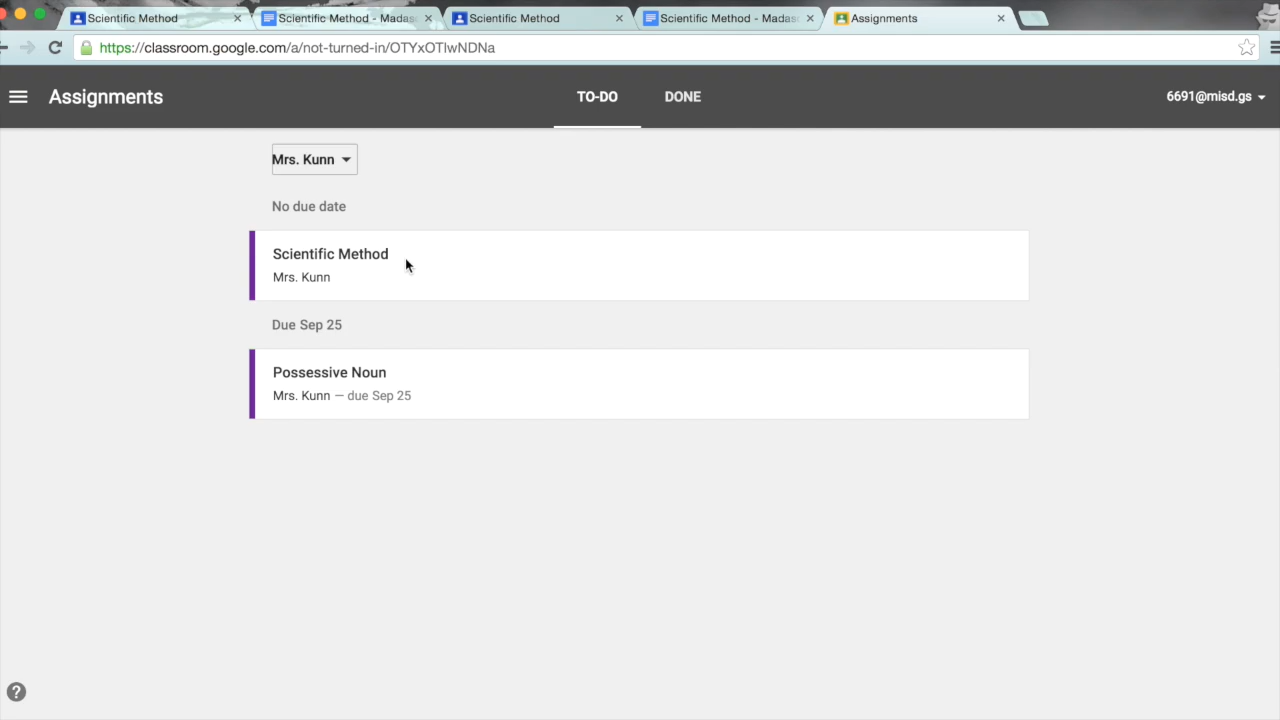 Scientific Method
Scientific Method - Madas
Scientific Method
Scientific Method - Madas
Assignments
https://classroom.google.com/a/not-turned-in/OTYxOTIwNDNa
Assignments
TO-DO
DONE
6691@misd.gs
Mrs. Kunn
No due date
Scientific Method
Mrs. Kunn
Due Sep 25
Possessive Noun
Mrs. Kunn — due Sep 25
?